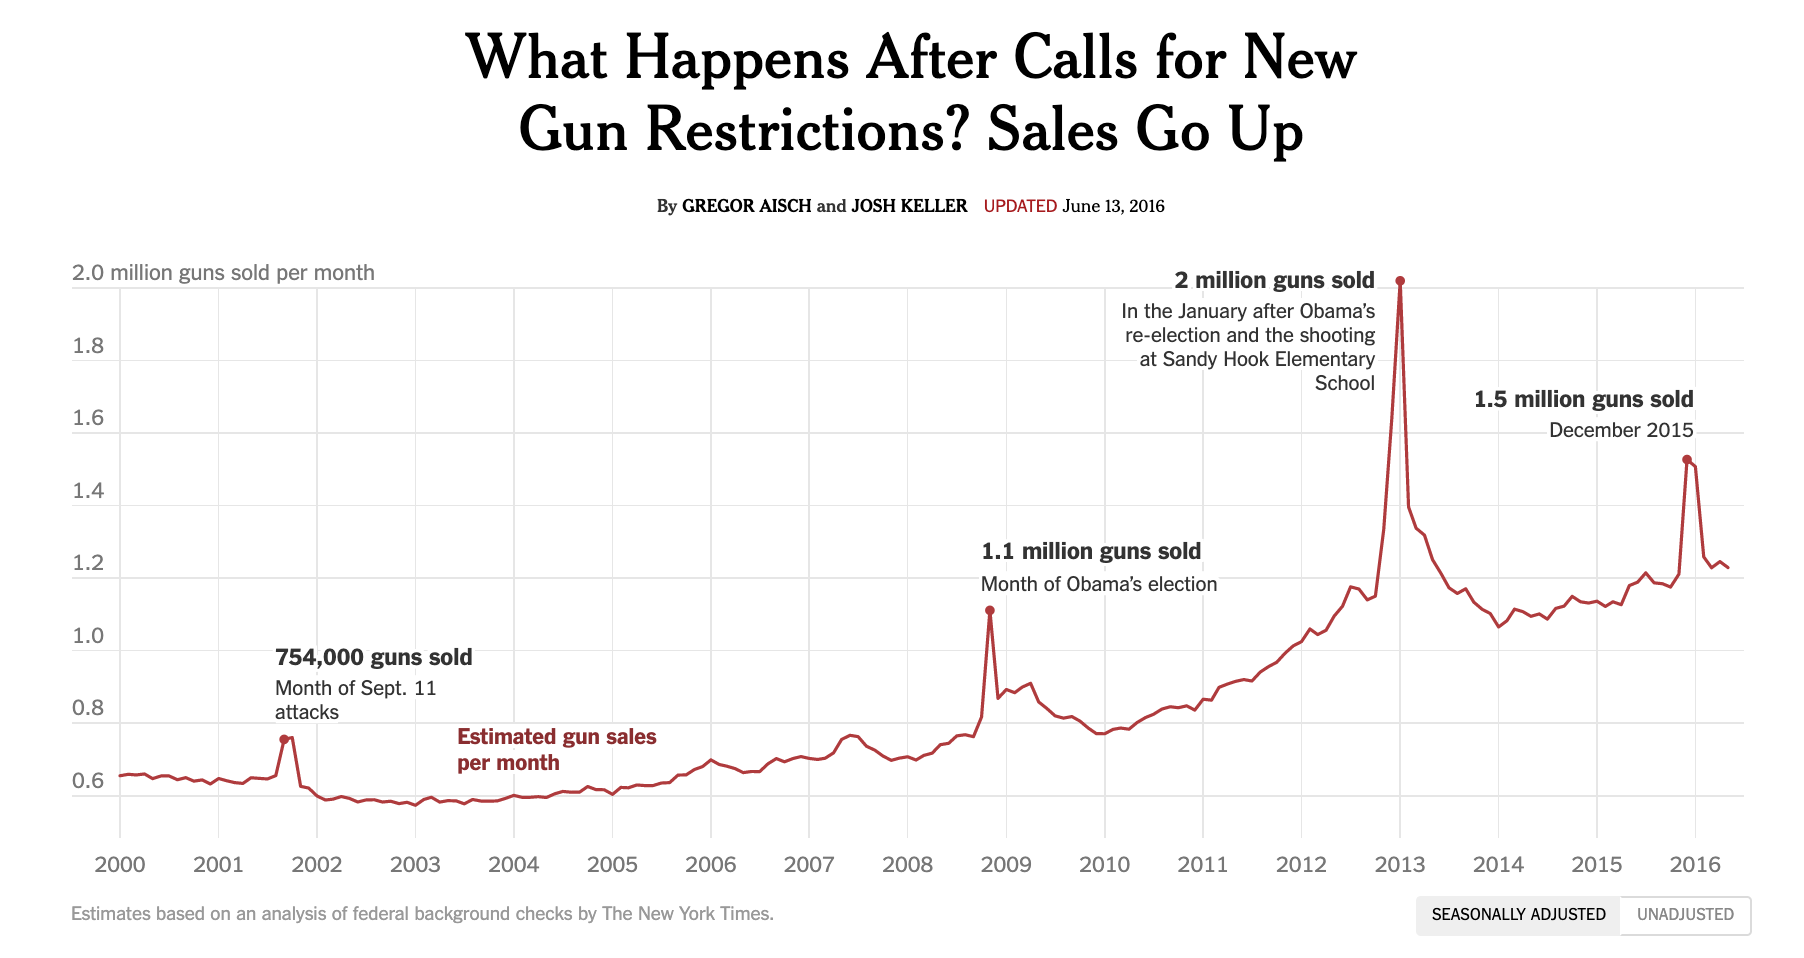 What Happens After Calls for New
Gun Restrictions? Sales Go Up
By GREGOR AISCH and JOSH KELLER UPDATED June 13, 2016
2.0 million guns sold per month
1.8
1.6
1.4
1.2
1.0
0.8
0.6
2 million guns sold
In the January after Obama’s
re-election and the shooting
at Sandy Hook Elementary
School
1.5 million guns sold
December 2015
1.1 million guns sold
Month of Obama’s election
754,000 guns sold
Month of Sept. 11
attacks
Estimated gun sales
per month
2000 2001 2002 2003 2004 2005 2006 2007 2008 2009 2010 2011 2012 2013 2014 2015 2016
Estimates based on an analysis of federal background checks by The New York Times.
SEASONALLY ADJUSTED UNADJUSTED